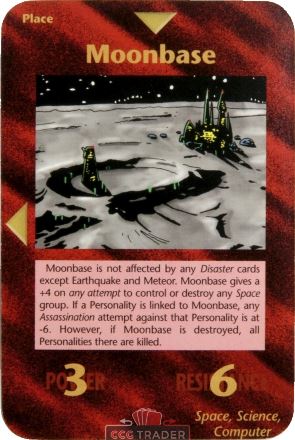 Place
Moonbase
Moonbase is not affected by any Disaster cards
except Earthquake and Meteor. Moonbase gives a
+4 on any attempt to control or destroy any Space
group. If a Personality is linked to Moonbase, any
Assassination attempt against that Personality is at
-6. However, if Moonbase is destroyed, all
Personalities there are killed.
POWER 3 RESISTANCE 6
CCC TRADER
Space, Science,
Computer